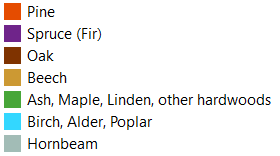 Pine
Spruce (Fir)
Oak
Beech
Ash, Maple, Linden, other hardwoods
Birch, Alder, Poplar
Hornbeam